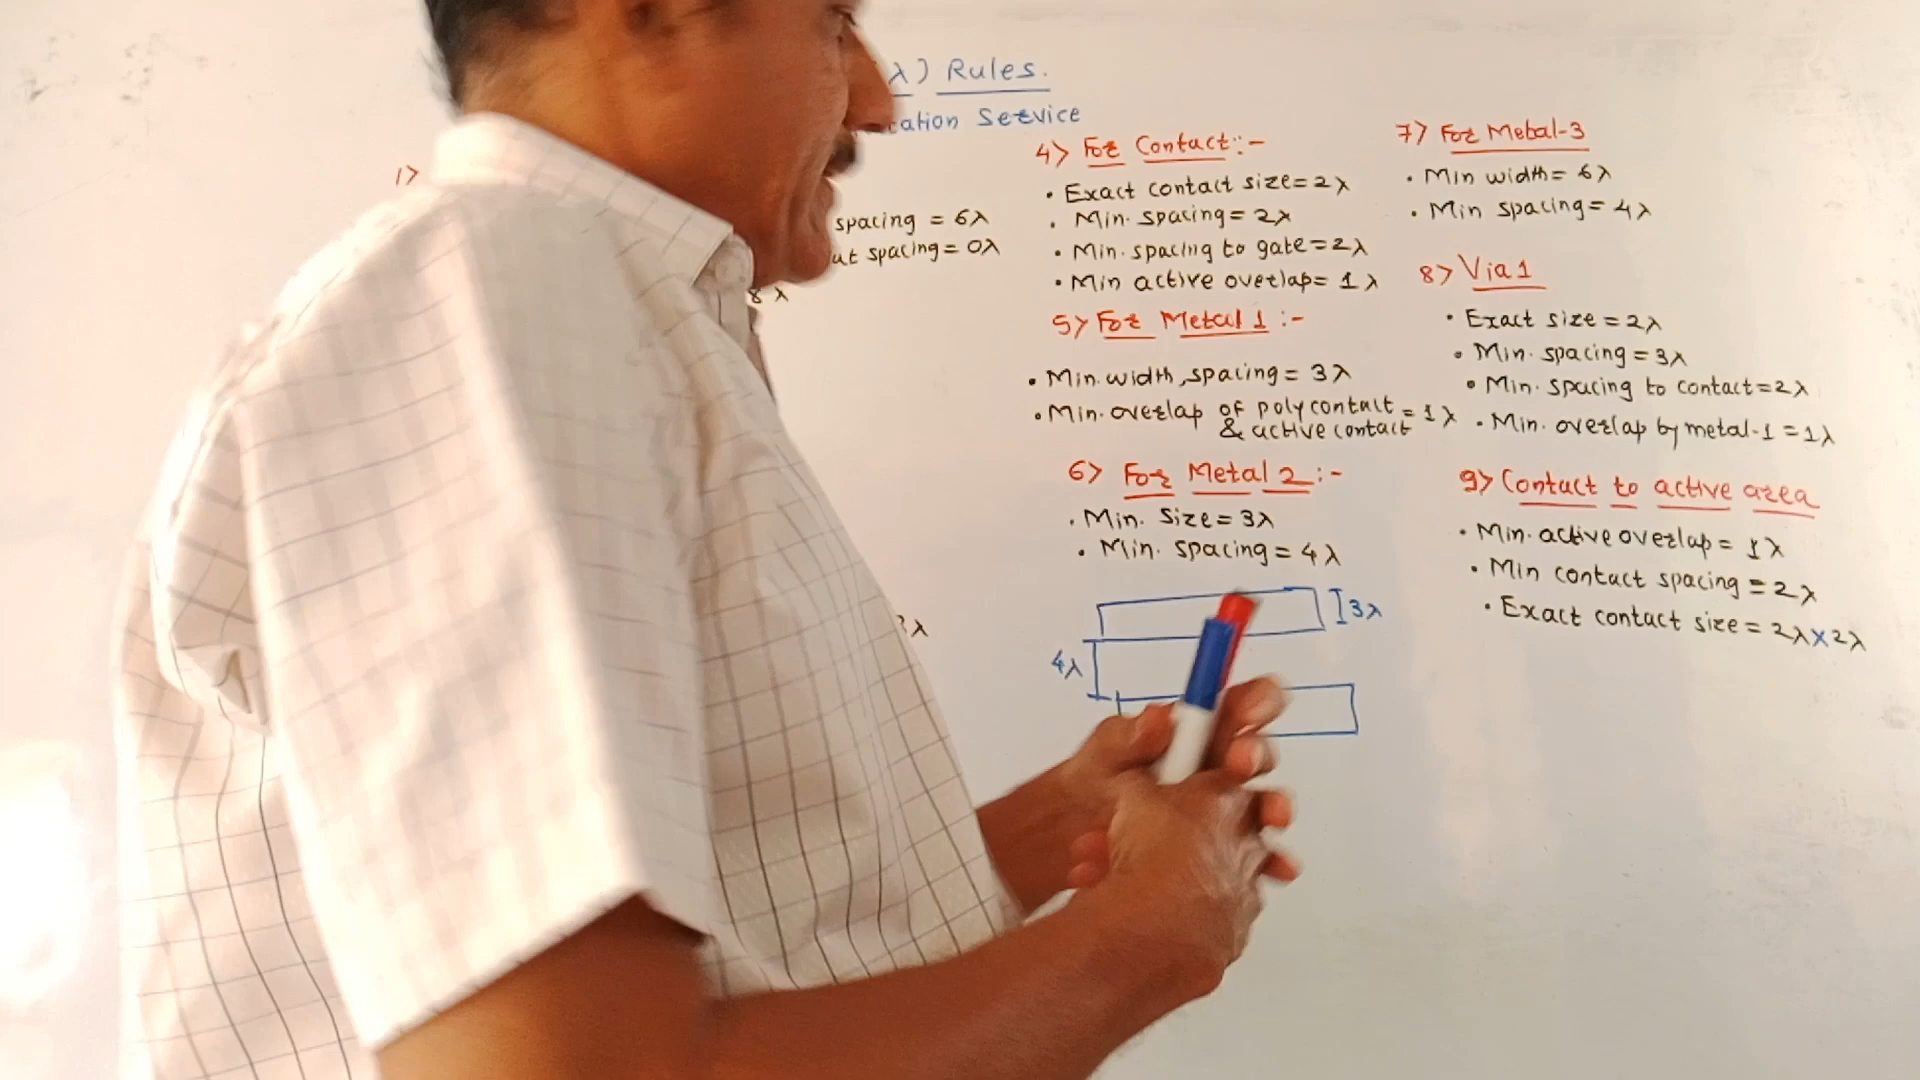 λ) Rules.
cation Service
1>
spacing = 6λ
ut spacing = 0λ
8 λ
λ
4> For Contact:-
• Exact contact size=2λ
• Min. spacing=2λ
• Min. spacing to gate=2λ
• Min active overlap= 1λ
5> For Metal 1 :-
• Min. width, spacing= 3λ
• Min. overlap of poly contact = 1λ
& active contact
6> For Metal 2 :-
• Min. Size=3λ
• Min. spacing= 4λ
3λ
4λ
7> For Metal-3
• Min width= 6λ
• Min spacing= 4λ
8> Via 1
• Exact size = 2λ
• Min. spacing = 3λ
• Min. spacing to contact=2λ
• Min. overlap by metal-1 = 1λ
9> Contact to active area
• Min. active overlap= 1λ
• Min contact spacing = 2λ
• Exact contact size = 2λx2λ